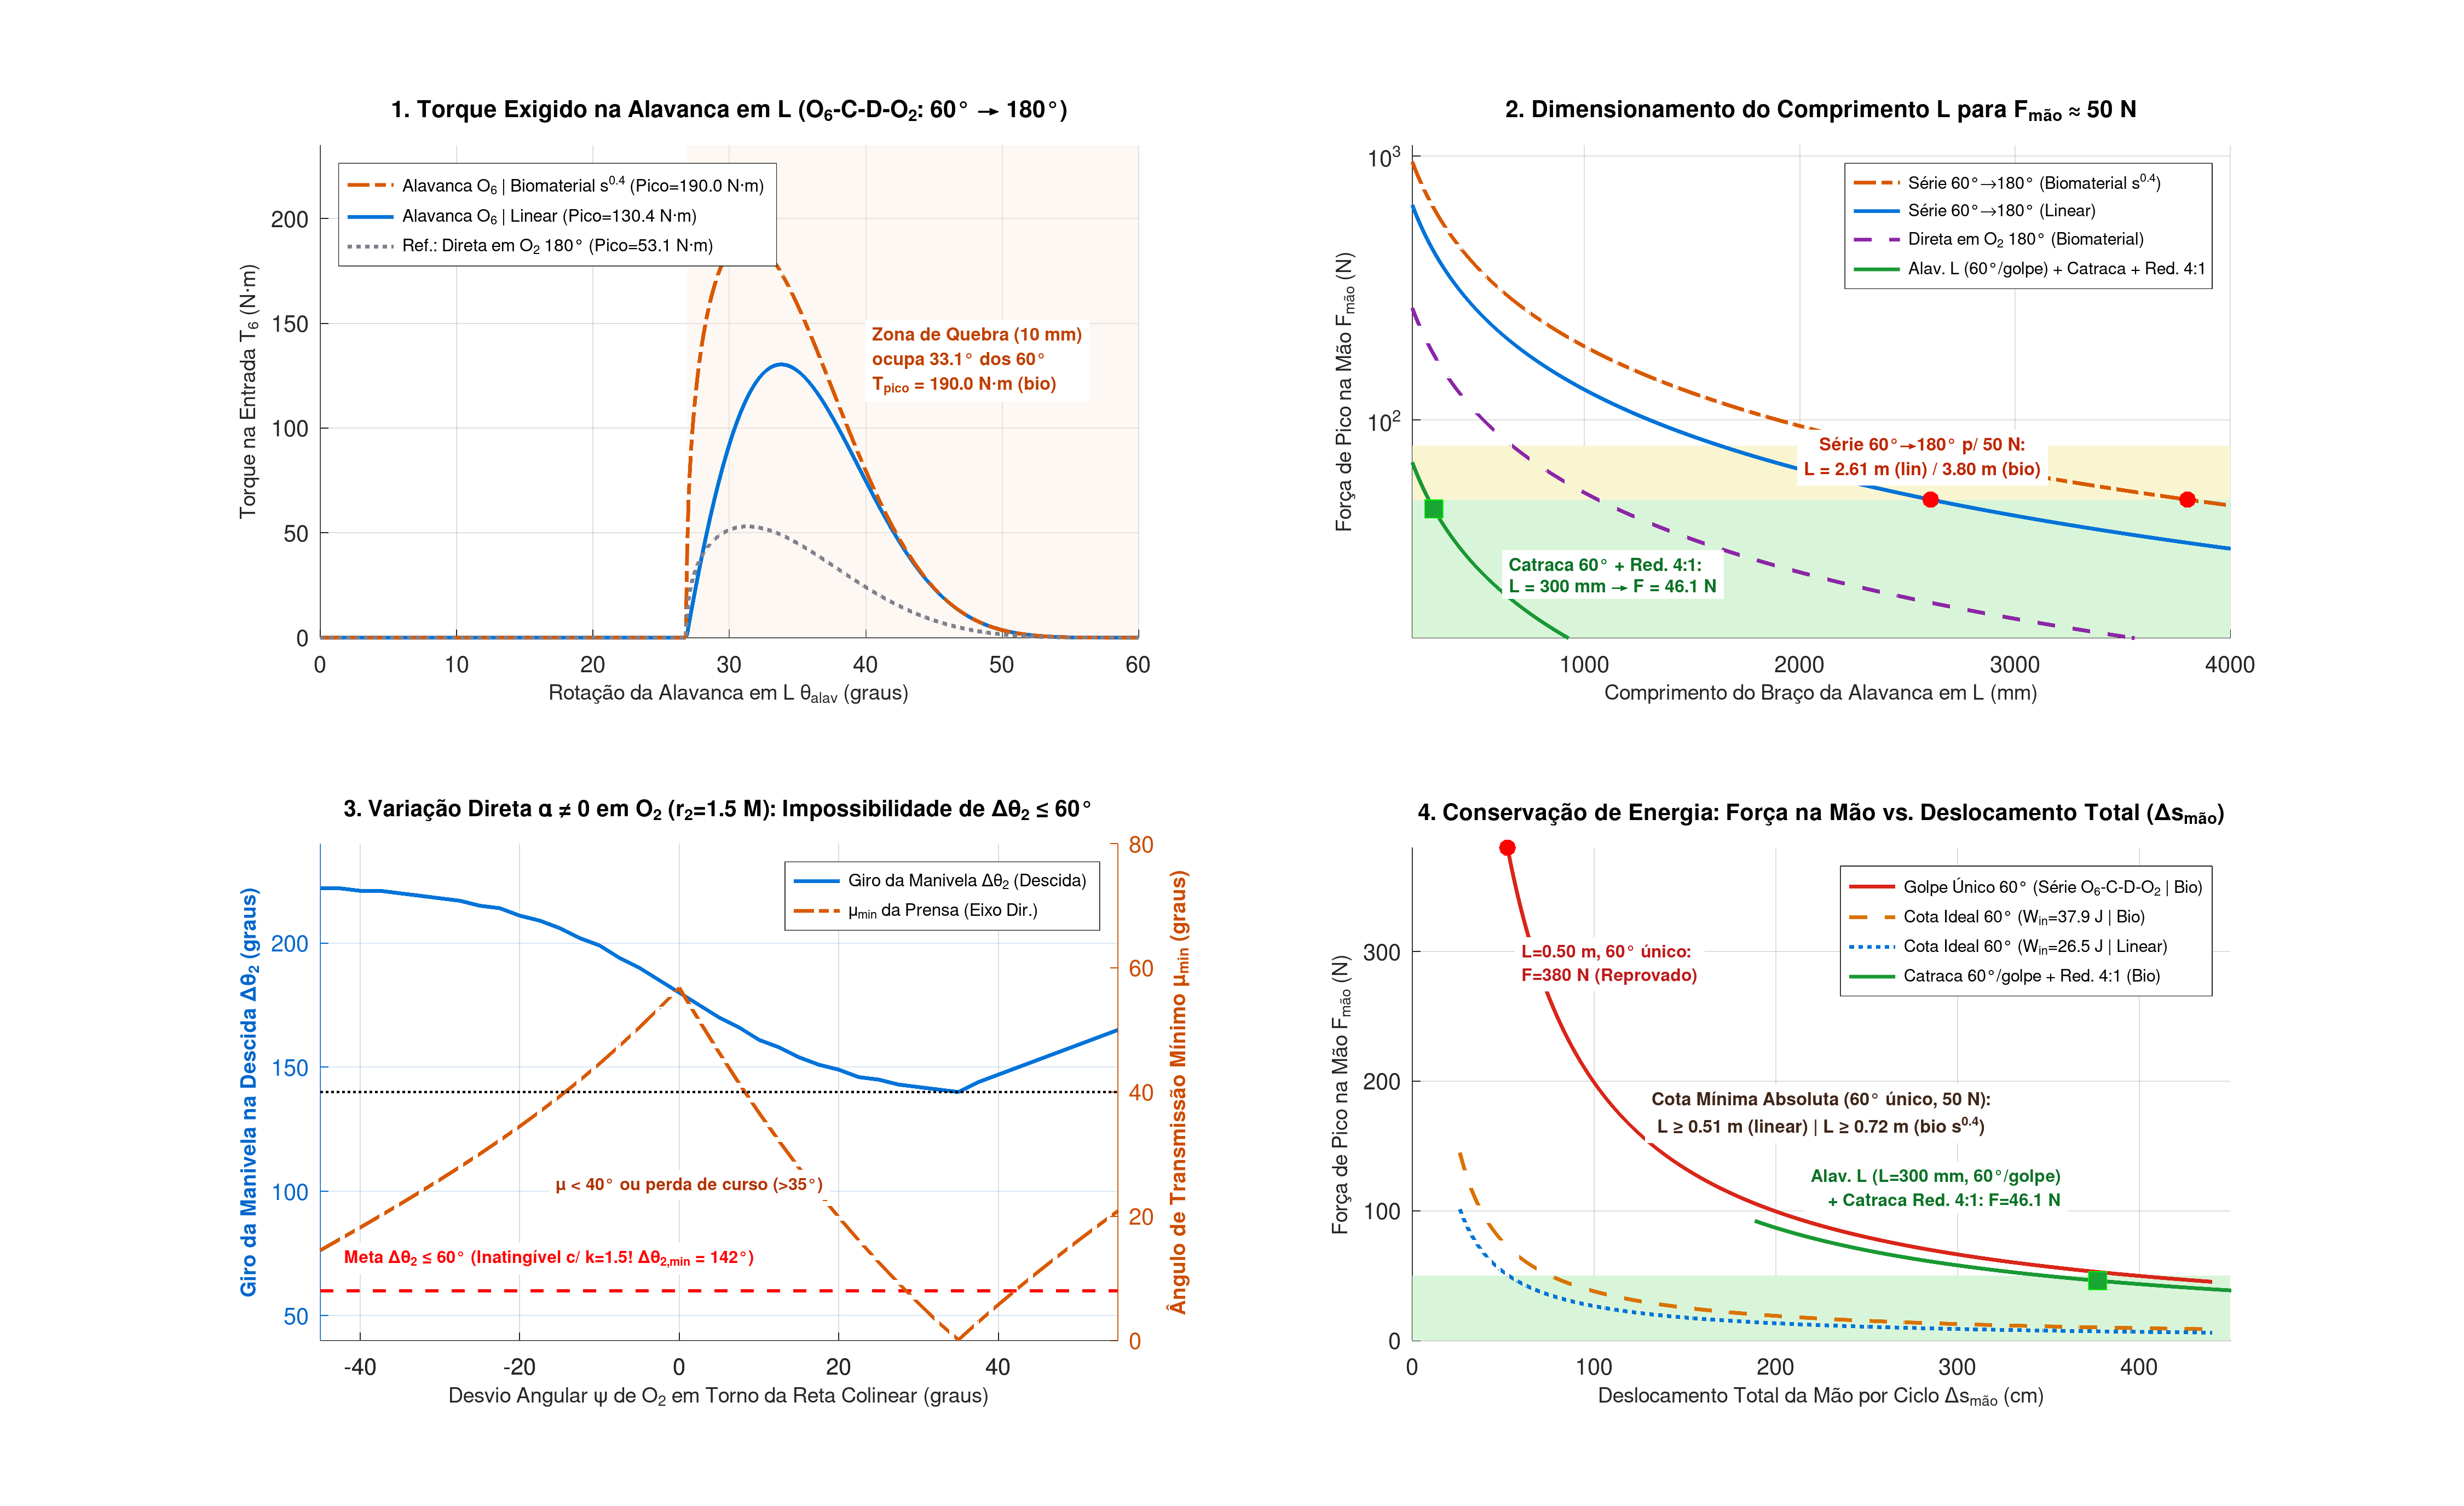 1. Torque Exigido na Alavanca em L (O6-C-D-O2: 60° → 180°)
Torque na Entrada T6 (N·m)
200
150
100
50
0
Alavanca O6 | Biomaterial s^0.4 (Pico=190.0 N·m)
Alavanca O6 | Linear (Pico=130.4 N·m)
Ref.: Direta em O2 180° (Pico=53.1 N·m)
Zona de Quebra (10 mm)
ocupa 33.1° dos 60°
Tpico = 190.0 N·m (bio)
0 10 20 30 40 50 60
Rotação da Alavanca em L θalav (graus)
2. Dimensionamento do Comprimento L para Fmão ≈ 50 N
Força de Pico na Mão Fmão (N)
10^3
10^2
Série 60°→180° (Biomaterial s^0.4)
Série 60°→180° (Linear)
Direta em O2 180° (Biomaterial)
Alav. L (60°/golpe) + Catraca + Red. 4:1
Série 60°→180° p/ 50 N:
L = 2.61 m (lin) / 3.80 m (bio)
Catraca 60° + Red. 4:1:
L = 300 mm → F = 46.1 N
1000 2000 3000 4000
Comprimento do Braço da Alavanca em L (mm)
3. Variação Direta α ≠ 0 em O2 (r2=1.5 M): Impossibilidade de Δθ2 ≤ 60°
Giro da Manivela na Descida Δθ2 (graus)
200
150
100
50
Giro da Manivela Δθ2 (Descida)
μmin da Prensa (Eixo Dir.)
μ < 40° ou perda de curso (>35°)
Meta Δθ2 ≤ 60° (Inatingível c/ k=1.5! Δθ2,min = 142°)
80
60
40
20
0
Ângulo de Transmissão Mínimo μmin (graus)
-40 -20 0 20 40
Desvio Angular ψ de O2 em Torno da Reta Colinear (graus)
4. Conservação de Energia: Força na Mão vs. Deslocamento Total (Δsmão)
Força de Pico na Mão Fmão (N)
300
200
100
0
Golpe Único 60° (Série O6-C-D-O2 | Bio)
Cota Ideal 60° (Win=37.9 J | Bio)
Cota Ideal 60° (Win=26.5 J | Linear)
Catraca 60°/golpe + Red. 4:1 (Bio)
L=0.50 m, 60° único:
F=380 N (Reprovado)
Cota Mínima Absoluta (60° único, 50 N):
L ≥ 0.51 m (linear) | L ≥ 0.72 m (bio s^0.4)
Alav. L (L=300 mm, 60°/golpe)
+ Catraca Red. 4:1: F=46.1 N
0 100 200 300 400
Deslocamento Total da Mão por Ciclo Δsmão (cm)